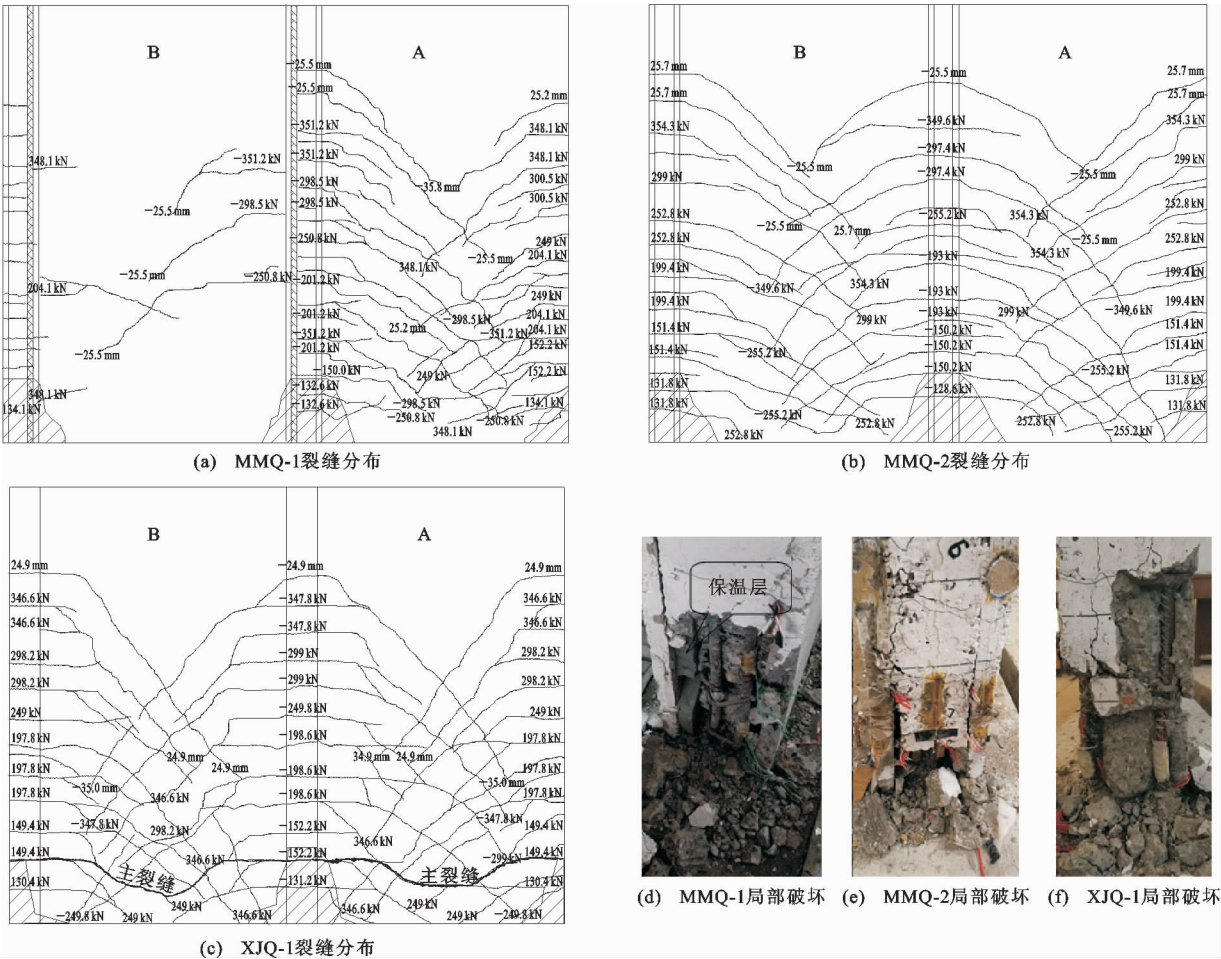 B
A
-25.5 mm
-25.5 mm
-351.2 kN
-351.2 kN
-298.5 kN
-298.5 kN
-250.8 kN
-201.2 kN
-201.2 kN
-351.2 kN
-201.2 kN
-150.0 kN
-132.6 kN
-132.6 kN
348.1 kN
204.1 kN
348.1 kN
134.1 kN
-351.2 kN
-25.5 mm
-298.5 kN
-25.5 mm
-250.8 kN
-25.5 mm
25.2 mm
348.1 kN
348.1 kN
300.5 kN
300.5 kN
249 kN
204.1 kN
249 kN
204.1 kN
204.1 kN
152.2 kN
152.2 kN
134.1 kN
-35.8 mm
-25.5 mm
348.1 kN
25.2 mm
-298.5 kN
-351.2 kN
249 kN
-298.5 kN
-250.8 kN
348.1 kN
-250.8 kN
(a) MMQ-1裂缝分布
B
A
25.7 mm
25.7 mm
354.3 kN
299 kN
252.8 kN
252.8 kN
199.4 kN
199.4 kN
151.4 kN
151.4 kN
131.8 kN
131.8 kN
-25.5 mm
-349.6 kN
-297.4 kN
-297.4 kN
-255.2 kN
-193 kN
-193 kN
-193 kN
-150.2 kN
-150.2 kN
-150.2 kN
-128.6 kN
25.7 mm
25.7 mm
354.3 kN
299 kN
252.8 kN
252.8 kN
199.4 kN
199.4 kN
151.4 kN
151.4 kN
131.8 kN
131.8 kN
-25.5 mm
-25.5 mm
25.7 mm
-349.6 kN
354.3 kN
299 kN
-255.2 kN
-255.2 kN
252.8 kN
252.8 kN
-25.5 mm
354.3 kN
-25.5 mm
354.3 kN
299 kN
-349.6 kN
-255.2 kN
252.8 kN
-255.2 kN
(b) MMQ-2裂缝分布
B
A
24.9 mm
346.6 kN
346.6 kN
298.2 kN
298.2 kN
249 kN
197.8 kN
197.8 kN
197.8 kN
149.4 kN
149.4 kN
130.4 kN
24.9 mm
347.8 kN
347.8 kN
299 kN
299 kN
249.8 kN
198.6 kN
198.6 kN
198.6 kN
152.2 kN
152.2 kN
131.2 kN
24.9 mm
346.6 kN
346.6 kN
298.2 kN
298.2 kN
249 kN
197.8 kN
197.8 kN
197.8 kN
149.4 kN
149.4 kN
130.4 kN
24.9 mm
24.9 mm
-35.0 mm
346.6 kN
-347.8 kN
298.2 kN
346.6 kN
主裂缝
-249.8 kN
249 kN
249 kN
346.6 kN
34.9 mm
24.9 mm
-35.0 mm
-347.8 kN
346.6 kN
-299 kN
主裂缝
346.6 kN
249 kN
249 kN
-249.8 kN
(c) XJQ-1裂缝分布
保温层
6
7
(d) MMQ-1局部破坏
(e) MMQ-2局部破坏
(f) XJQ-1局部破坏